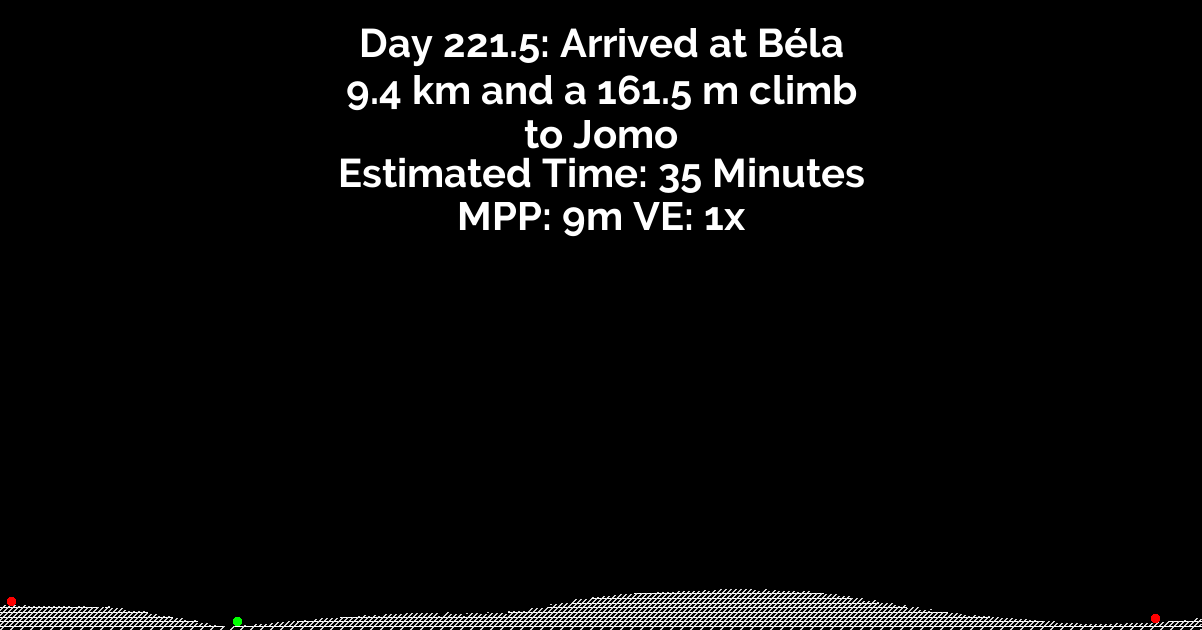 Day 221.5: Arrived at Béla
9.4 km and a 161.5 m climb
to Jomo
Estimated Time: 35 Minutes
MPP: 9m VE: 1x